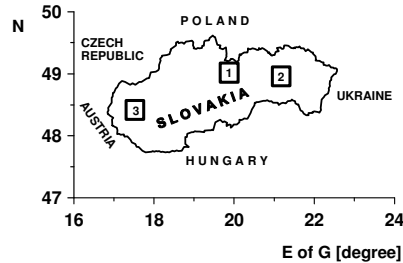 N
50
49
48
47
POLAND
CZECH
REPUBLIC
1
2
3
SLOVAKIA
UKRAINE
AUSTRIA
HUNGARY
16 18 20 22 24
E of G [degree]